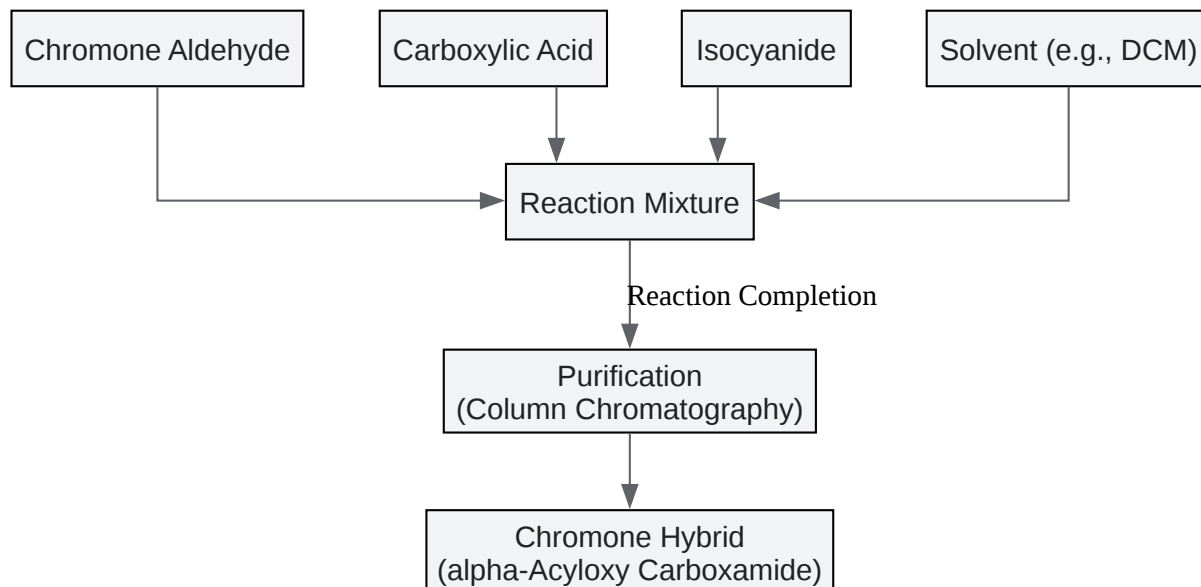 Chromone Aldehyde
Carboxylic Acid
Isocyanide
Solvent (e.g., DCM)
Reaction Mixture
Reaction Completion
Purification
(Column Chromatography)
Chromone Hybrid
(alpha-Acyloxy Carboxamide)